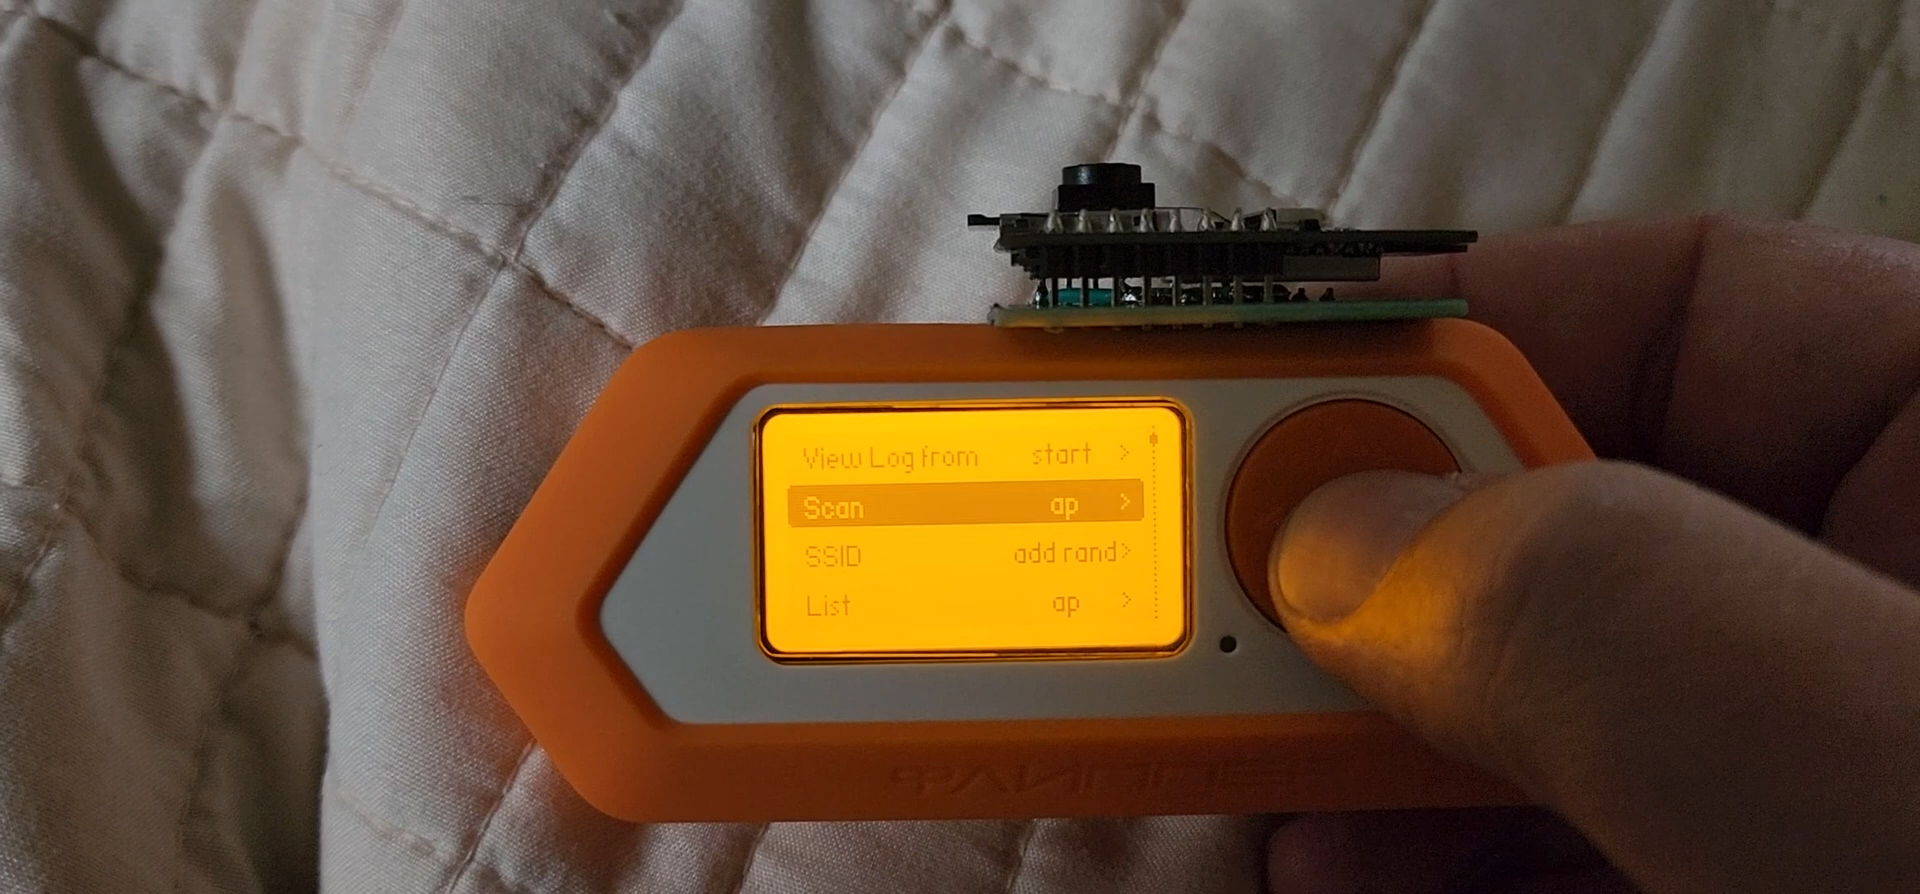 View Log from start >
Scan ap >
SSID add rand>
List ap >